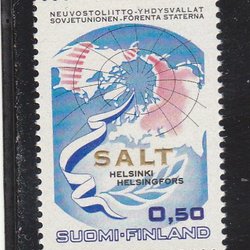 NEUVOSTOLIITTO-YHDYSVALLAT
SOVJETUNIONEN-FÖRENTA STATERNA
SALT
HELSINKI
HELSINGFORS
0,50
SUOMI·FINLAND